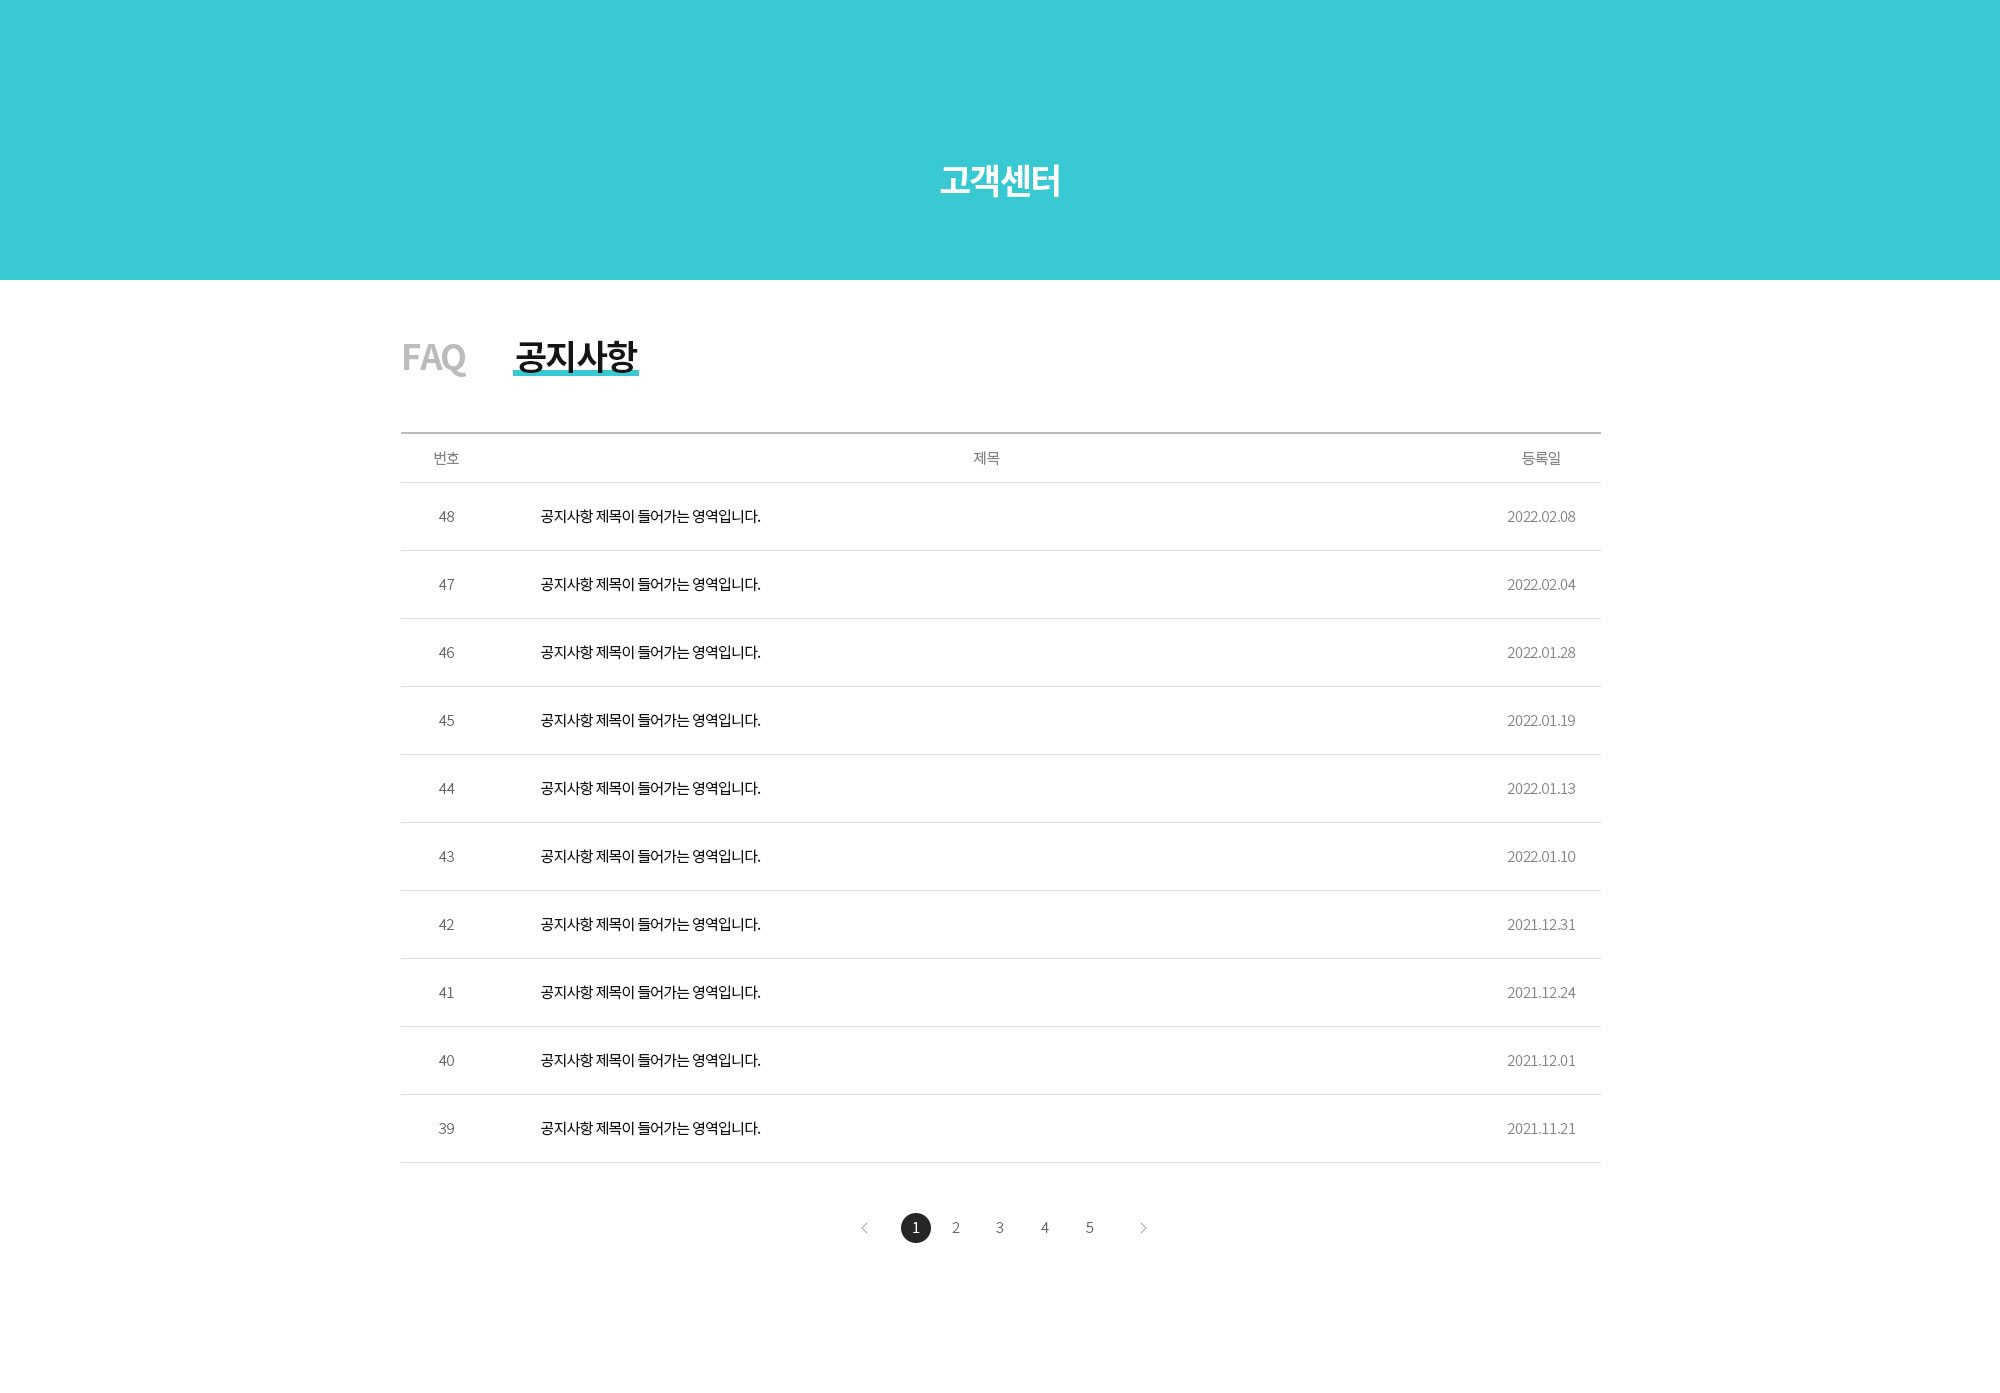 고객센터
FAQ 공지사항
번호 제목 등록일
48 공지사항 제목이 들어가는 영역입니다. 2022.02.08
47 공지사항 제목이 들어가는 영역입니다. 2022.02.04
46 공지사항 제목이 들어가는 영역입니다. 2022.01.28
45 공지사항 제목이 들어가는 영역입니다. 2022.01.19
44 공지사항 제목이 들어가는 영역입니다. 2022.01.13
43 공지사항 제목이 들어가는 영역입니다. 2022.01.10
42 공지사항 제목이 들어가는 영역입니다. 2021.12.31
41 공지사항 제목이 들어가는 영역입니다. 2021.12.24
40 공지사항 제목이 들어가는 영역입니다. 2021.12.01
39 공지사항 제목이 들어가는 영역입니다. 2021.11.21
1 2 3 4 5